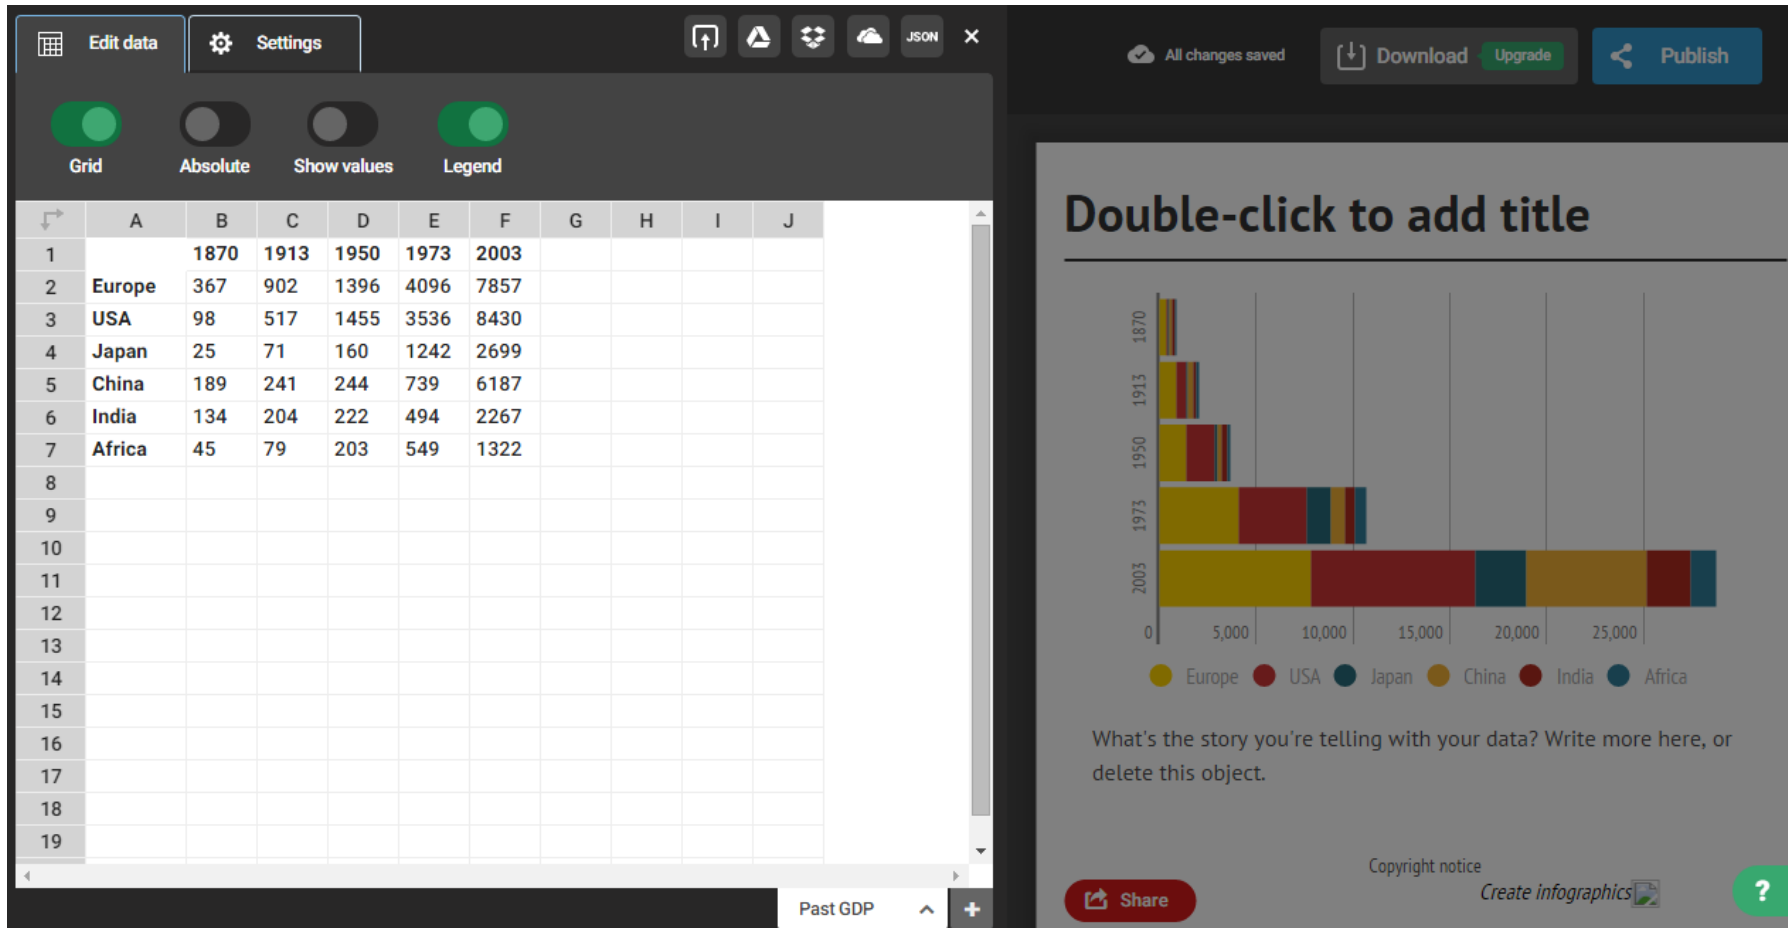 Edit data
Settings
JSON
Grid
Absolute
Show values
Legend
A B C D E F G H I J
1 1870 1913 1950 1973 2003
2 Europe 367 902 1396 4096 7857
3 USA 98 517 1455 3536 8430
4 Japan 25 71 160 1242 2699
5 China 189 241 244 739 6187
6 India 134 204 222 494 2267
7 Africa 45 79 203 549 1322
8
9
10
11
12
13
14
15
16
17
18
19
Past GDP
All changes saved
Download Upgrade
Publish
Double-click to add title
1870
1913
1950
1973
2003
0 5,000 10,000 15,000 20,000 25,000
Europe USA Japan China India Africa
What's the story you're telling with your data? Write more here, or
delete this object.
Copyright notice
Create infographics
Share
?